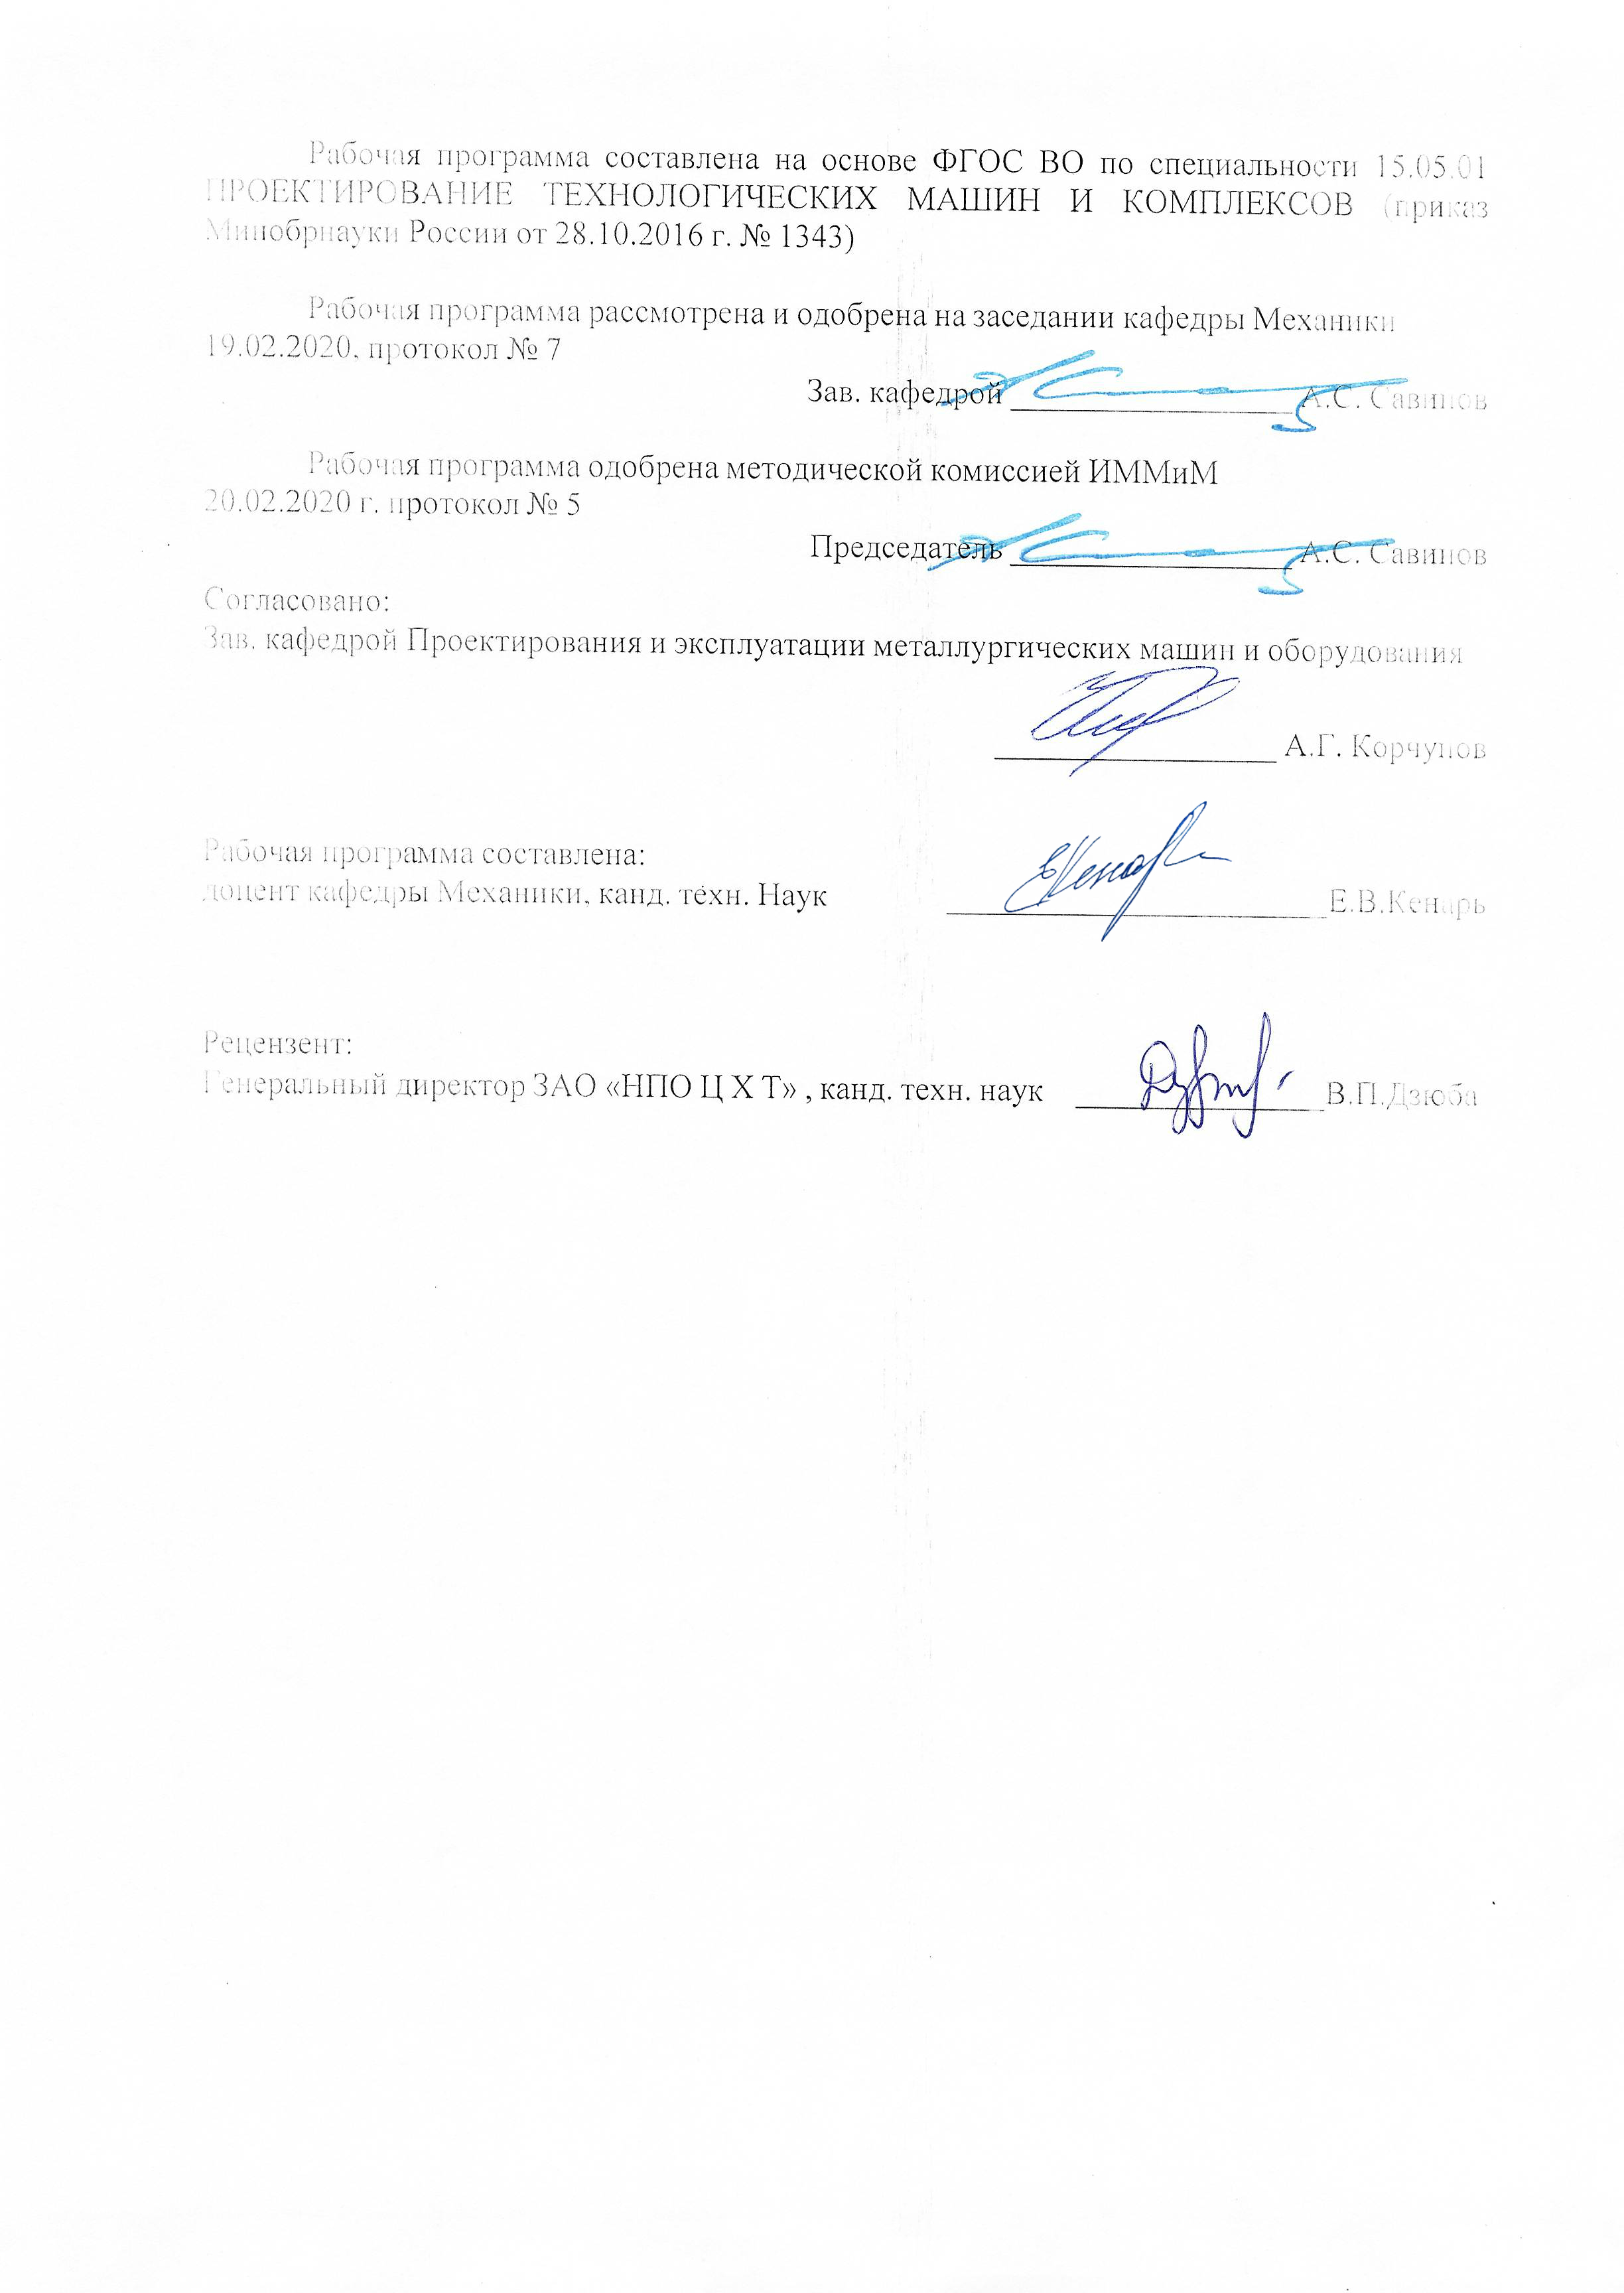 Рабочая программа составлена на основе ФГОС ВО по специальности 15.05.01
ПРОЕКТИРОВАНИЕ ТЕХНОЛОГИЧЕСКИХ МАШИН И КОМПЛЕКСОВ (приказ
Минобрнауки России от 28.10.2016 г. № 1343)
Рабочая программа рассмотрена и одобрена на заседании кафедры Механики
19.02.2020, протокол № 7
Зав. кафедрой А.С. Савинов
Рабочая программа одобрена методической комиссией ИММиМ
20.02.2020 г. протокол № 5
Председатель А.С. Савинов
Согласовано:
Зав. кафедрой Проектирования и эксплуатации металлургических машин и оборудования
А.Г. Корчунов
Рабочая программа составлена:
доцент кафедры Механики, канд. техн. Наук Е.В.Кенарь
Рецензент:
Генеральный директор ЗАО «НПО Ц Х Т» , канд. техн. наук В.П.Дзюба